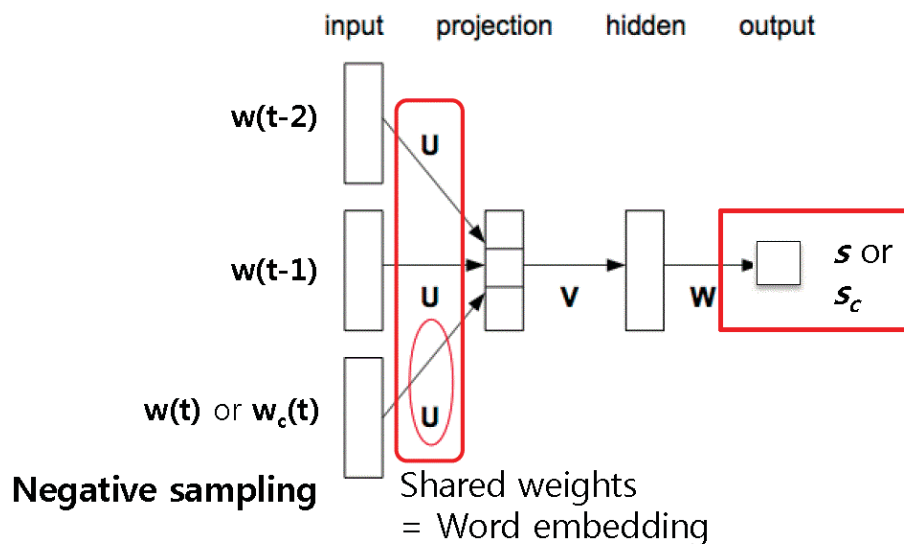 input projection hidden output
w(t-2)
U
w(t-1)
U
V
W
s or
s_c
w(t) or w_c(t)
U
Negative sampling
Shared weights
= Word embedding